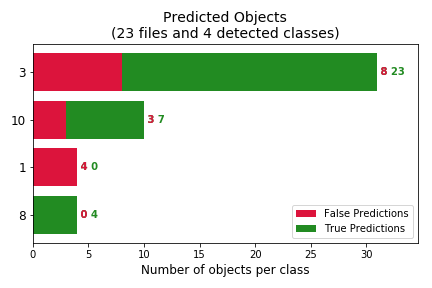 Predicted Objects
(23 files and 4 detected classes)
3
8 23
10
3 7
1
4 0
8
0 4
False Predictions
True Predictions
0 5 10 15 20 25 30
Number of objects per class